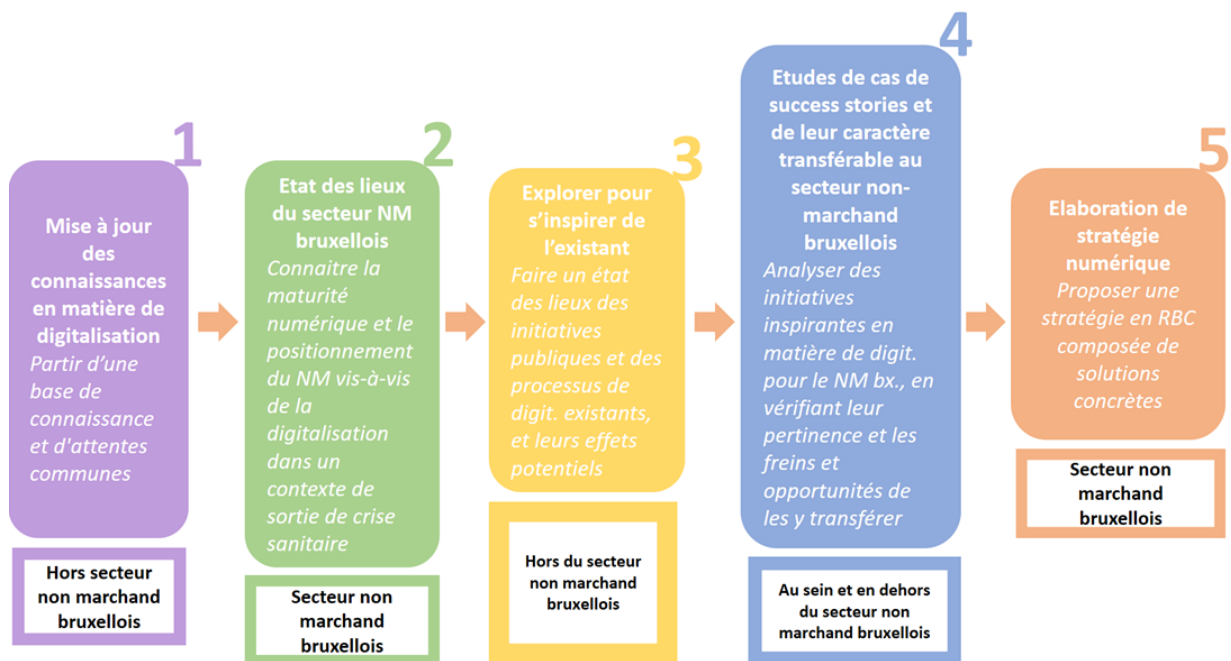 1
Mise à jour
des
connaissances
en matière de
digitalisation
Partir d'une
base de
connaissance
et d'attentes
communes
Hors secteur
non marchand
bruxellois
2
Etat des lieux
du secteur NM
bruxellois
Connaitre la
maturité
numérique et le
positionnement
du NM vis-à-vis
de la
digitalisation
dans un
contexte de
sortie de crise
sanitaire
Secteur non
marchand
bruxellois
3
Explorer pour
s'inspirer de
l'existant
Faire un état
des lieux des
initiatives
publiques et des
processus de
digit. existants,
et leurs effets
potentiels
Hors du secteur
non marchand
bruxellois
4
Etudes de cas de
success stories et
de leur caractère
transférable au
secteur non-
marchand
bruxellois
Analyser des
initiatives
inspirantes en
matière de digit.
pour le NM bx., en
vérifiant leur
pertinence et les
freins et
opportunités de
les y transférer
Au sein et en dehors
du secteur non
marchand bruxellois
5
Elaboration de
stratégie
numérique
Proposer une
stratégie en RBC
composée de
solutions
concrètes
Secteur non
marchand
bruxellois